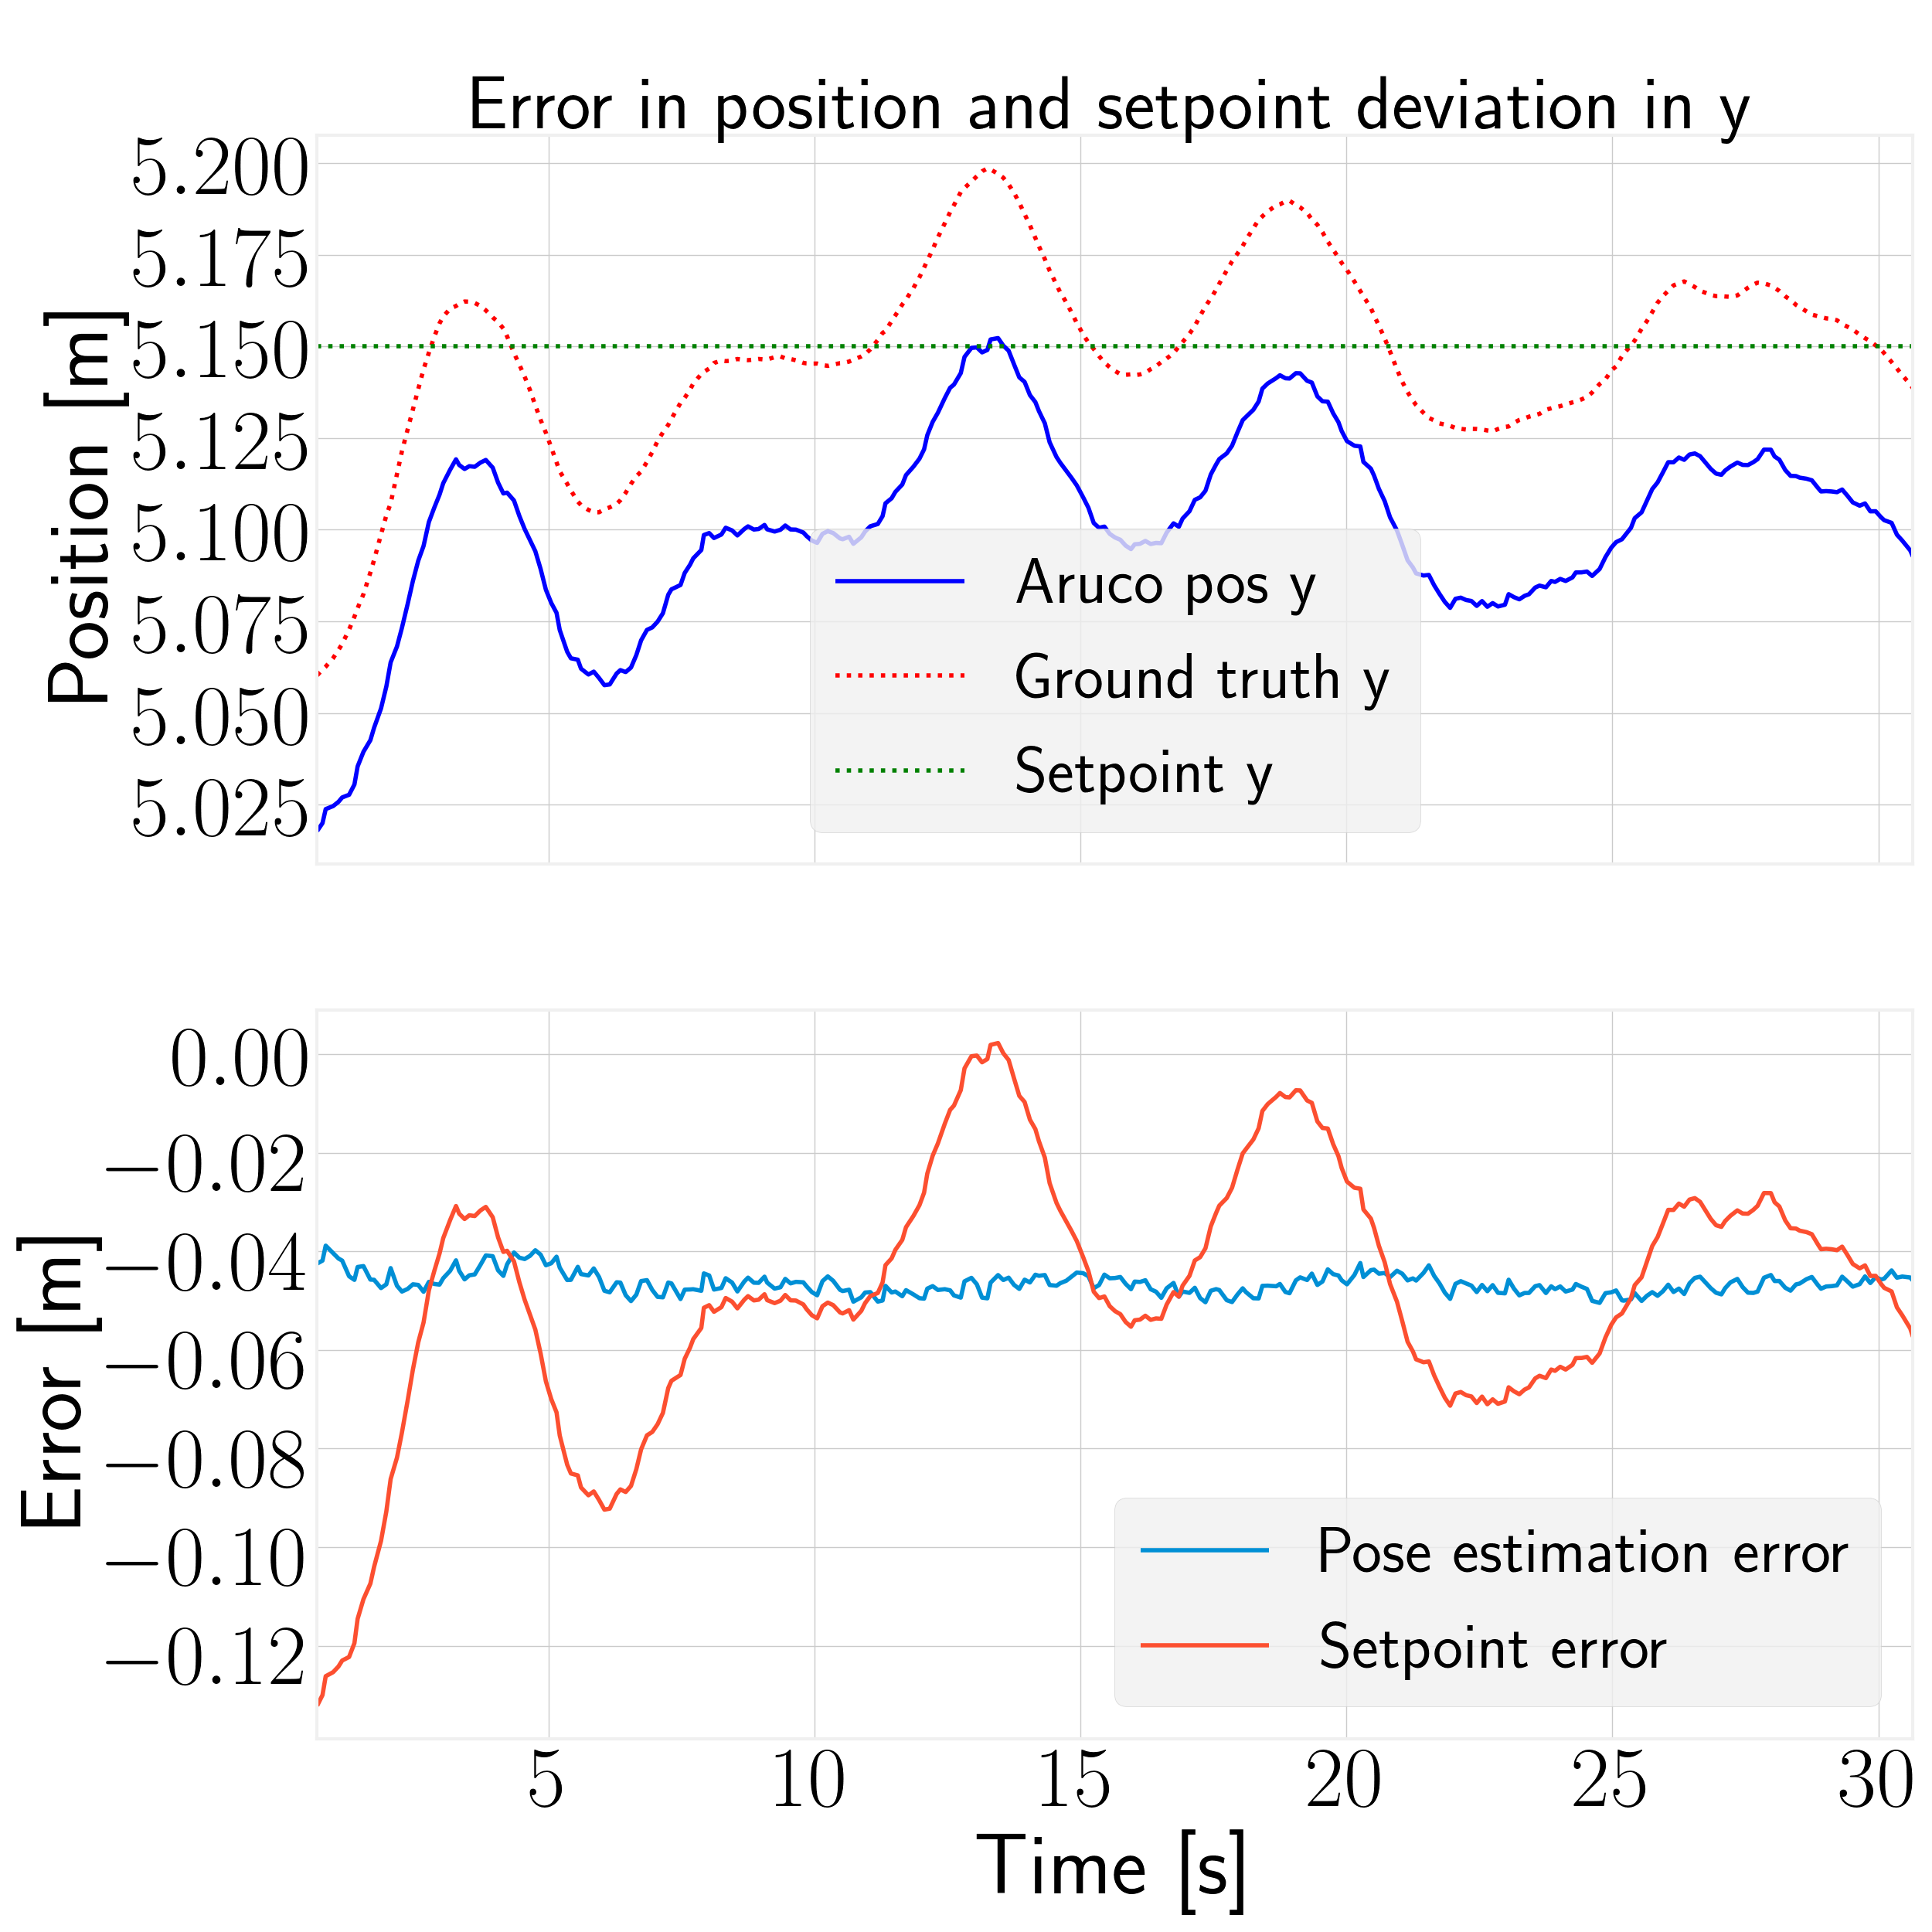 Error in position and setpoint deviation in y
Position [m]
5.200
5.175
5.150
5.125
5.100
5.075
5.050
5.025
Aruco pos y
Ground truth y
Setpoint y
Error [m]
0.00
−0.02
−0.04
−0.06
−0.08
−0.10
−0.12
Pose estimation error
Setpoint error
5 10 15 20 25 30
Time [s]